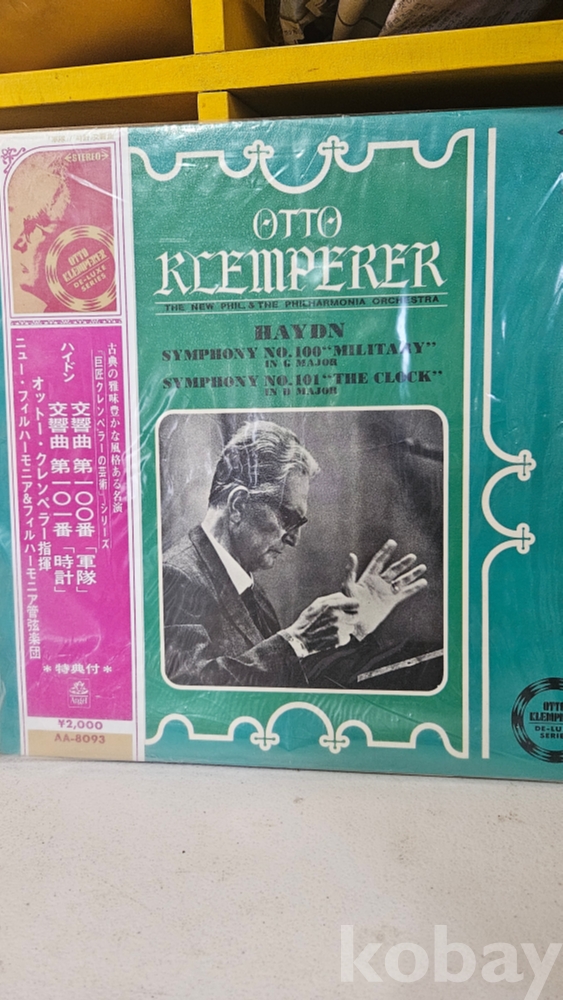 STEREO
OTTO
KLEMPERER
DE-LUXE
SERIES
古典の雅味豊かな風格ある名演
「巨匠クレンペラーの芸術」シリーズ
ハイドン
交響曲 第一〇〇番「軍隊」
交響曲 第一〇一番「時計」
オットー・クレンペラー指揮
ニュー・フィルハーモニア&フィルハーモニア管弦楽団
*特典付*
Angel
¥2,000
AA-8093
OTTO
KLEMPERER
THE NEW PHIL. & THE PHILHARMONIA ORCHESTRA
HAYDN
SYMPHONY NO.100 "MILITARY"
IN G MAJOR
SYMPHONY NO.101 "THE CLOCK"
IN D MAJOR
OTTO
KLEMPE
DE-LUX
SERIE
kobay